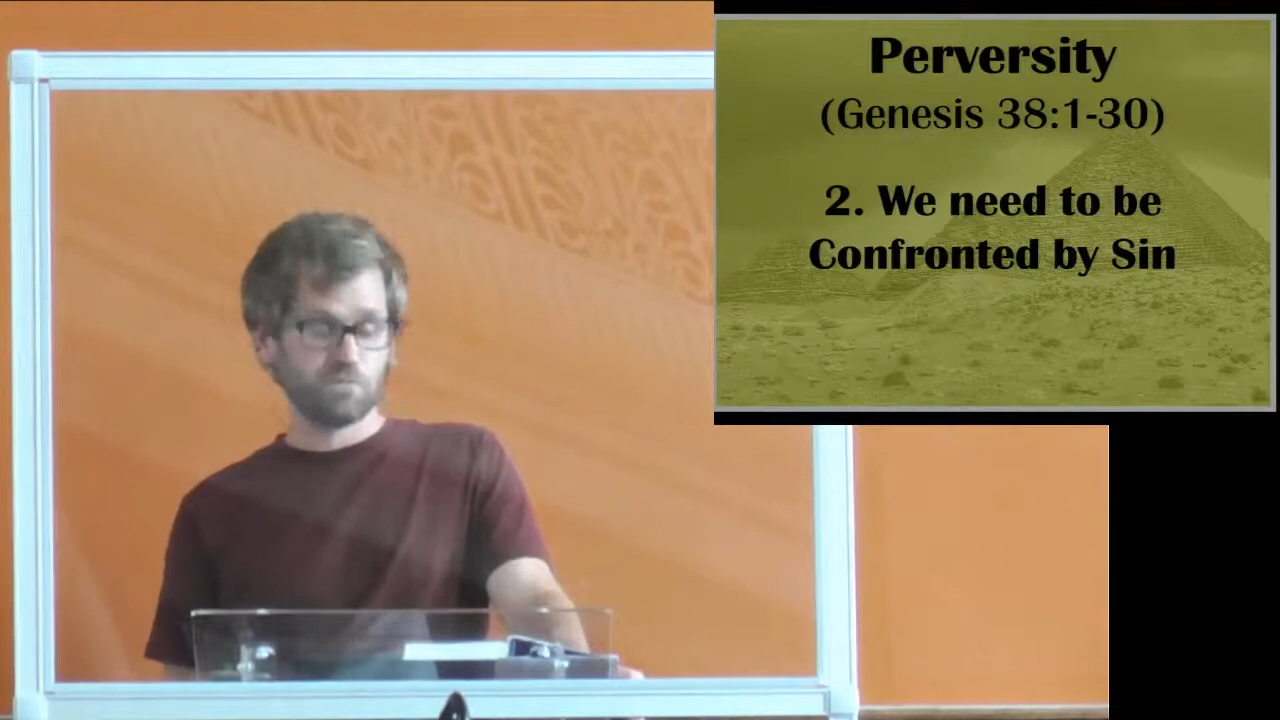 Perversity
(Genesis 38:1-30)
2. We need to be
Confronted by Sin